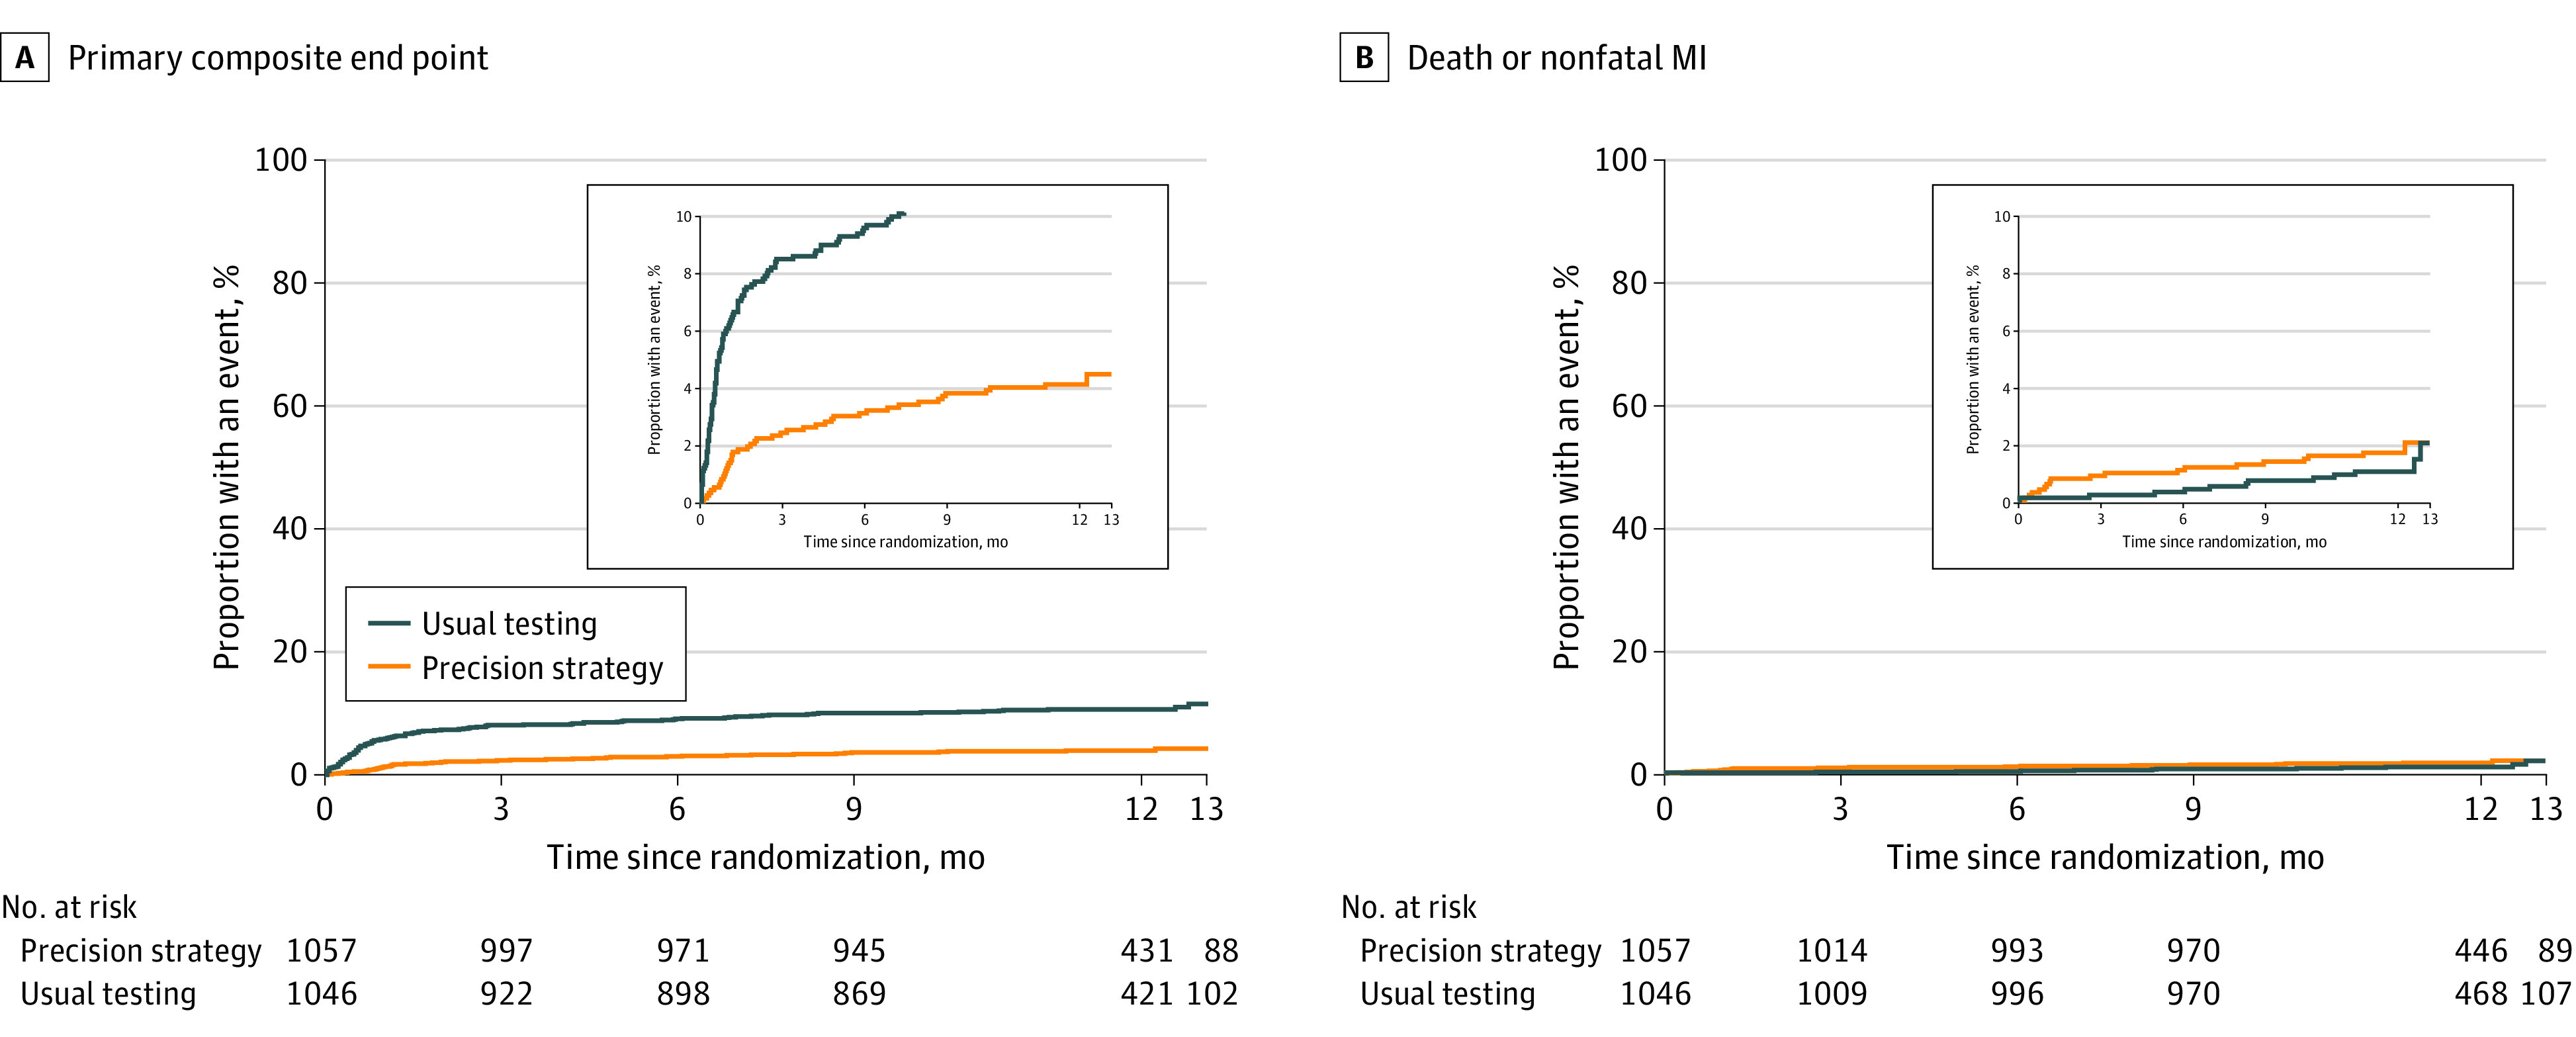 A Primary composite end point
100
80
60
40
20
0
Proportion with an event, %
10
8
6
4
2
0
Proportion with an event, %
0 3 6 9 12 13
Time since randomization, mo
Usual testing
Precision strategy
0 3 6 9 12 13
Time since randomization, mo
No. at risk
Precision strategy 1057 997 971 945 431 88
Usual testing 1046 922 898 869 421 102
B Death or nonfatal MI
100
80
60
40
20
0
Proportion with an event, %
10
8
6
4
2
0
Proportion with an event, %
0 3 6 9 12 13
Time since randomization, mo
0 3 6 9 12 13
Time since randomization, mo
No. at risk
Precision strategy 1057 1014 993 970 446 89
Usual testing 1046 1009 996 970 468 107